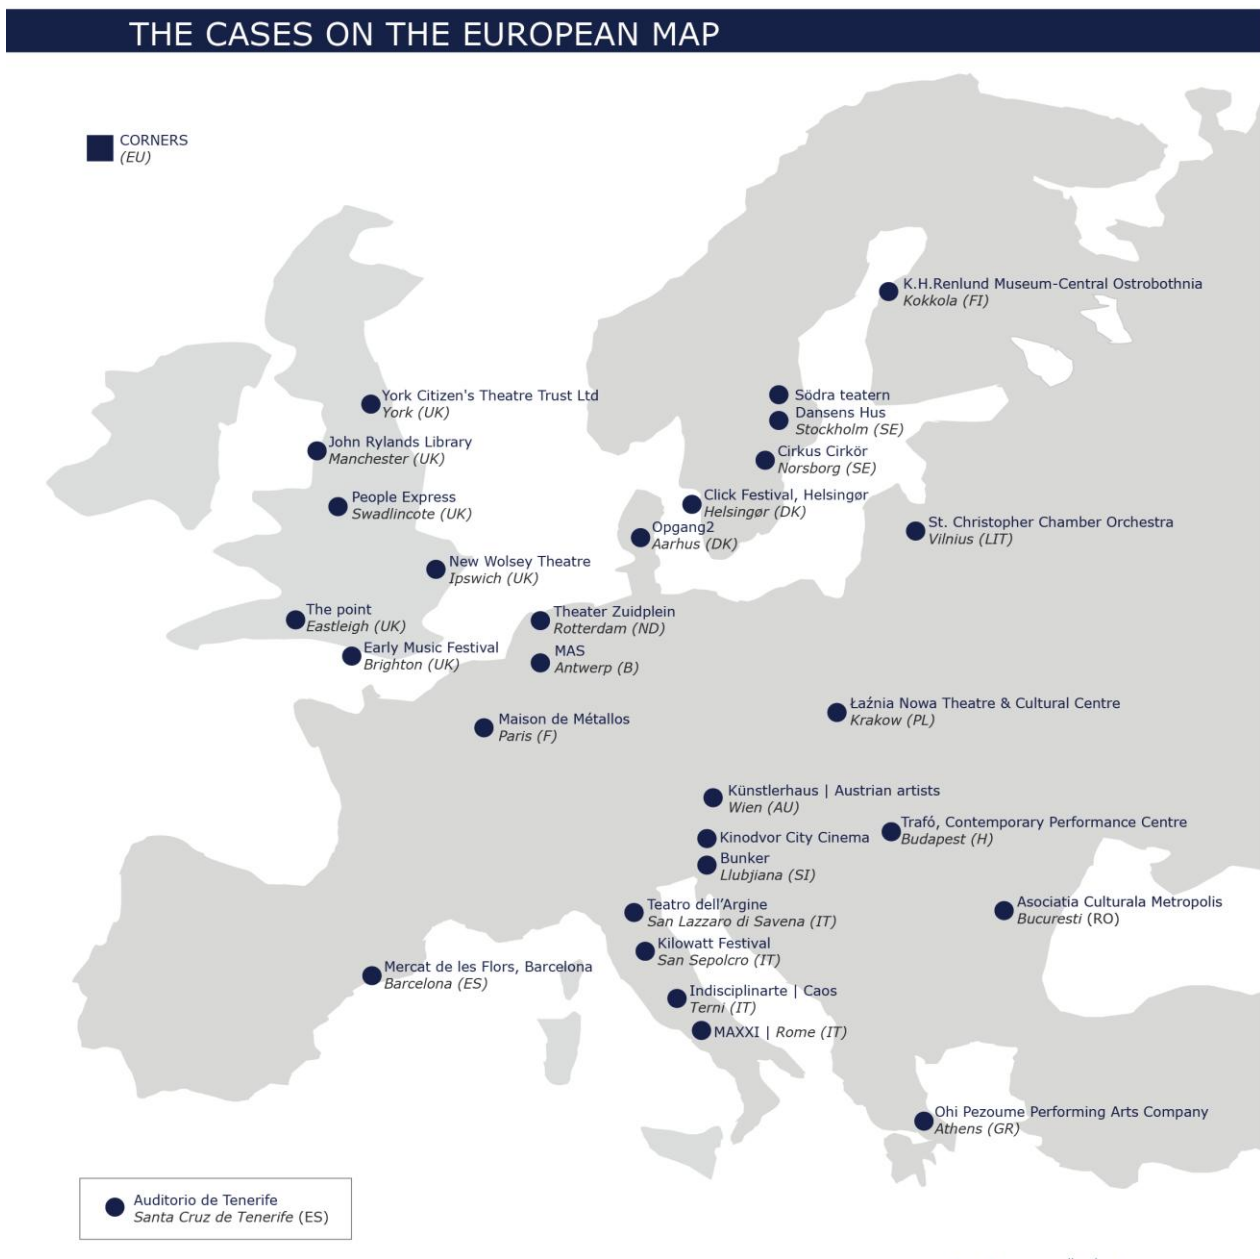 THE CASES ON THE EUROPEAN MAP
CORNERS
(EU)
K.H.Renlund Museum-Central Ostrobothnia
Kokkola (FI)
York Citizen's Theatre Trust Ltd
York (UK)
Södra teatern
Dansens Hus
Stockholm (SE)
John Rylands Library
Manchester (UK)
Cirkus Cirkör
Norsborg (SE)
People Express
Swadlincote (UK)
Click Festival, Helsingør
Helsingør (DK)
Opgang2
Aarhus (DK)
St. Christopher Chamber Orchestra
Vilnius (LIT)
New Wolsey Theatre
Ipswich (UK)
The point
Eastleigh (UK)
Theater Zuidplein
Rotterdam (ND)
Early Music Festival
Brighton (UK)
MAS
Antwerp (B)
Maison de Métallos
Paris (F)
Łaźnia Nowa Theatre & Cultural Centre
Krakow (PL)
Künstlerhaus | Austrian artists
Wien (AU)
Trafó, Contemporary Performance Centre
Budapest (H)
Kinodvor City Cinema
Bunker
Llubjiana (SI)
Teatro dell’Argine
San Lazzaro di Savena (IT)
Asociatia Culturala Metropolis
Bucuresti (RO)
Kilowatt Festival
San Sepolcro (IT)
Mercat de les Flors, Barcelona
Barcelona (ES)
Indisciplinarte | Caos
Terni (IT)
MAXXI | Rome (IT)
Ohi Pezoume Performing Arts Company
Athens (GR)
Auditorio de Tenerife
Santa Cruz de Tenerife (ES)